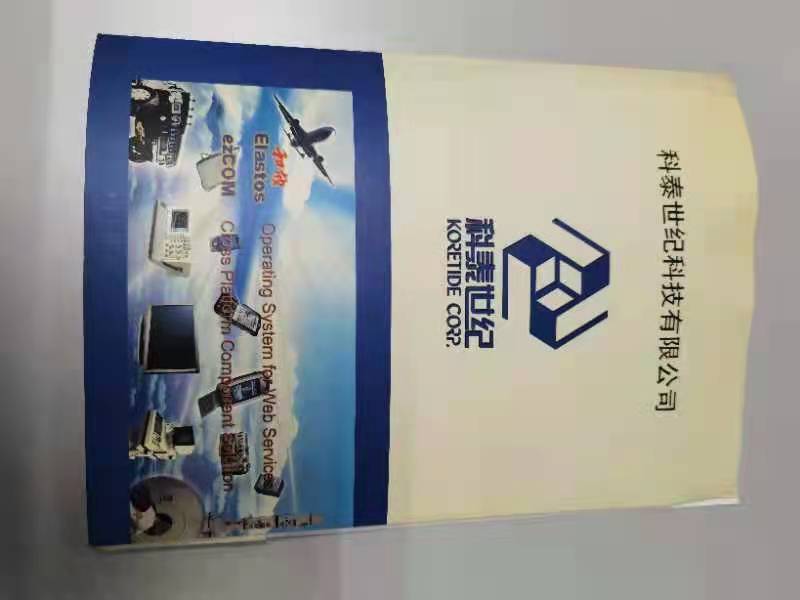 科泰世纪科技有限公司
科泰世纪
KORETIDE CORP.
和欣
Elastos Operating System for Web Services
ezCOM Cross Platform Component Solution